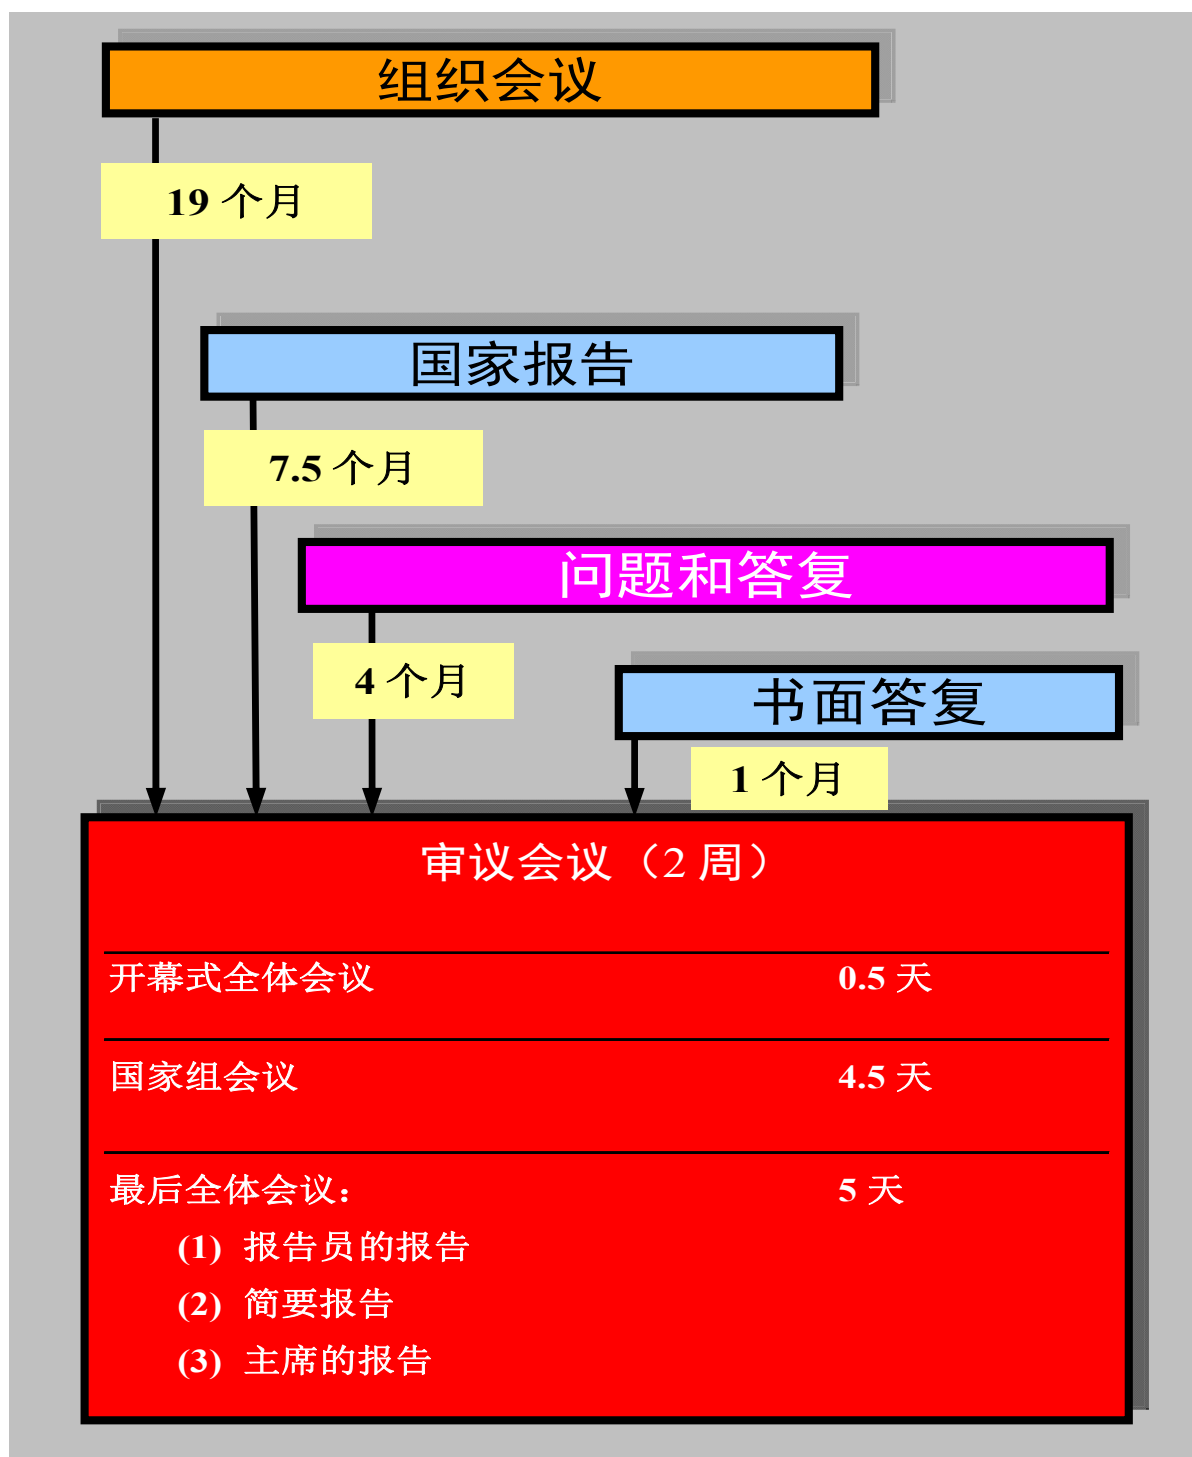 组织会议
19 个月
国家报告
7.5 个月
问题和答复
4 个月
书面答复
1 个月
审议会议（2 周）
开幕式全体会议 0.5 天
国家组会议 4.5 天
最后全体会议： 5 天
(1) 报告员的报告
(2) 简要报告
(3) 主席的报告